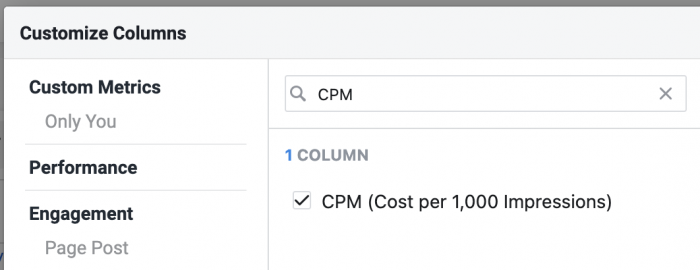 Customize Columns
Custom Metrics
Only You
Performance
Engagement
Page Post
CPM
1 COLUMN
CPM (Cost per 1,000 Impressions)